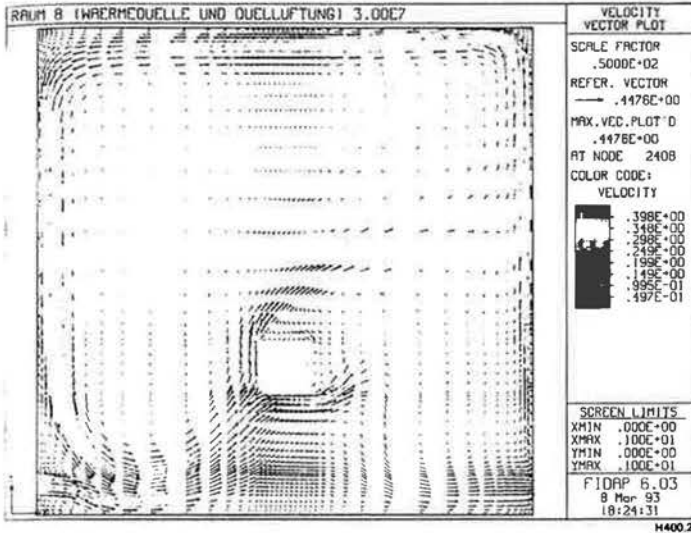 RAUM 8 (WAERMEQUELLE UND QUELLUFTUNG) 3.00E7
VELOCITY
VECTOR PLOT
SCALE FACTOR
.5000E+02
REFER. VECTOR
.4476E+00
MAX.VEC.PLOT'D
.4476E+00
AT NODE 2408
COLOR CODE:
VELOCITY
.398E+00
.348E+00
.298E+00
.249E+00
.199E+00
.149E+00
.995E-01
.497E-01
SCREEN LIMITS
XMIN .000E+00
XMAX .100E+01
YMIN .000E+00
YMAX .100E+01
FIDAP 6.03
8 Mar 93
18:24:31
H400.2